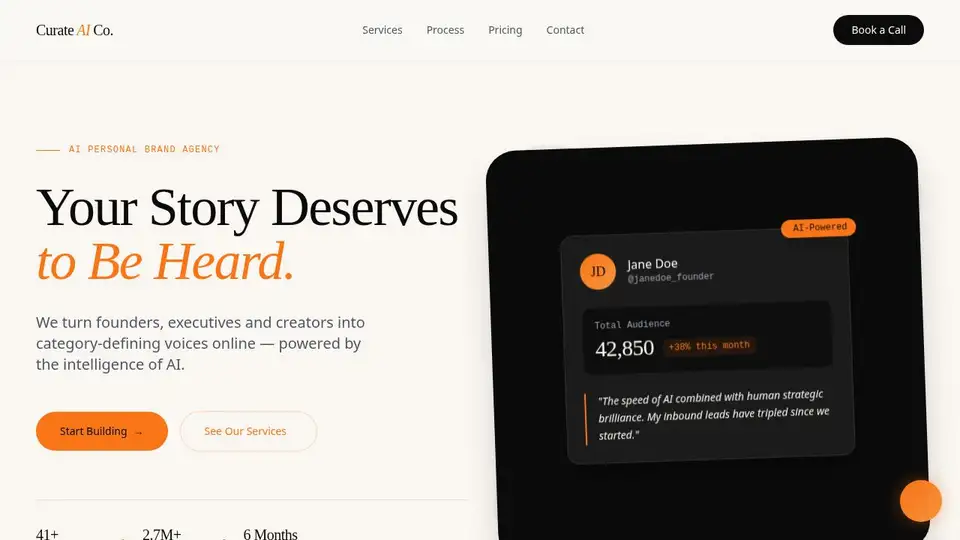 Curate AI Co.
Services
Process
Pricing
Contact
Book a Call
AI PERSONAL BRAND AGENCY
Your Story Deserves
to Be Heard.
We turn founders, executives and creators into
category-defining voices online — powered by
the intelligence of AI.
Start Building →
See Our Services
41+
2.7M+
6 Months
AI-Powered
JD
Jane Doe
@janedoe_founder
Total Audience
42,850
+38% this month
"The speed of AI combined with human strategic
brilliance. My inbound leads have tripled since we
started."